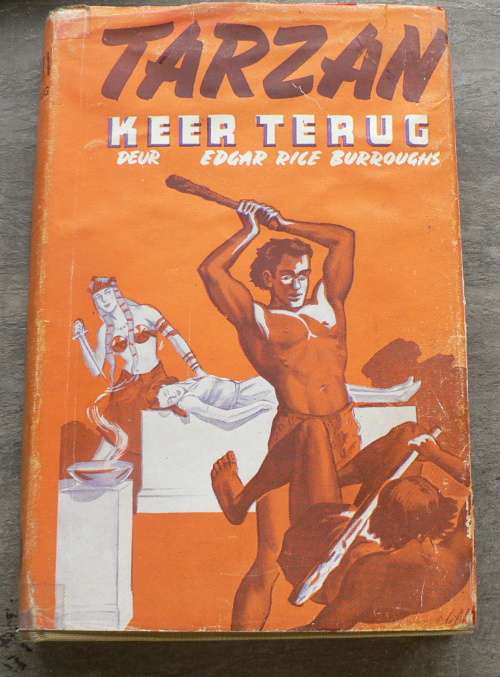 TARZAN
KEER TERUG
DEUR EDGAR RICE BURROUGHS